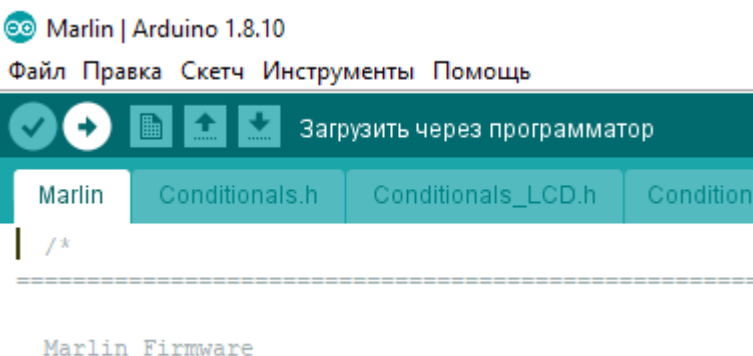 Marlin | Arduino 1.8.10
Файл Правка Скетч Инструменты Помощь
Загрузить через программатор
Marlin Conditionals.h Conditionals_LCD.h Condition
/*
=====================================================
Marlin Firmware